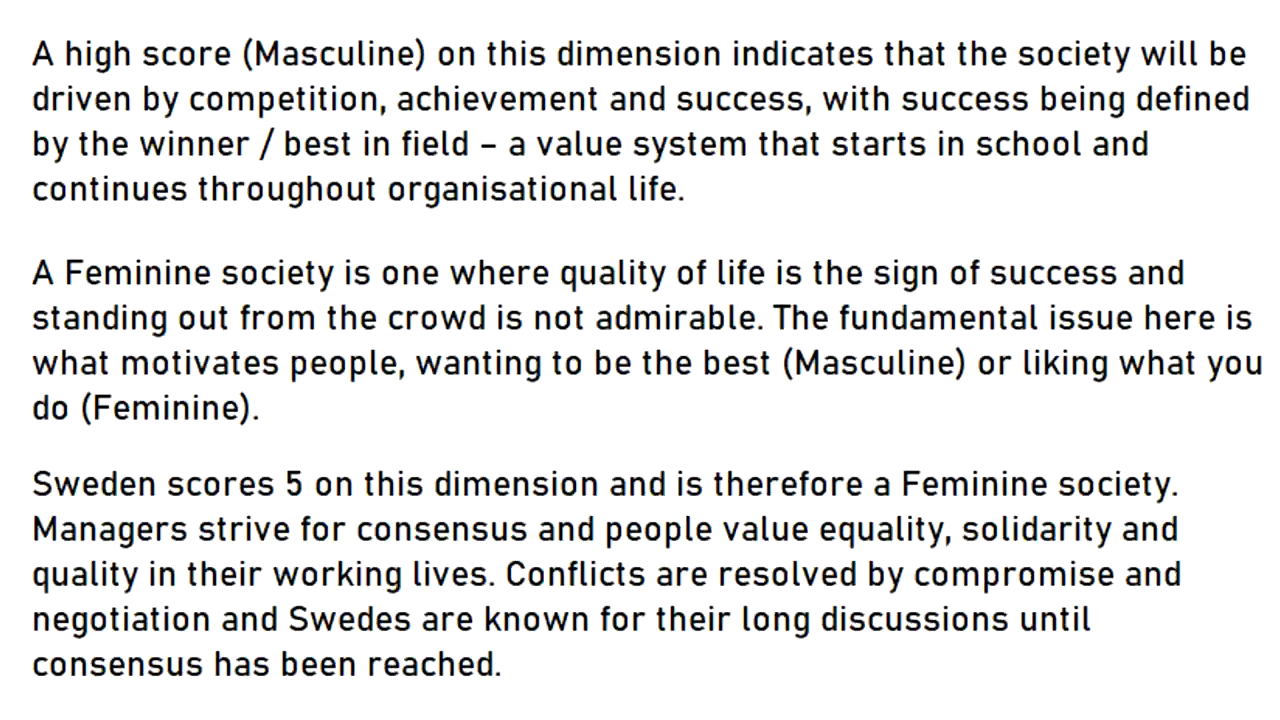 A high score (Masculine) on this dimension indicates that the society will be
driven by competition, achievement and success, with success being defined
by the winner / best in field – a value system that starts in school and
continues throughout organisational life.
A Feminine society is one where quality of life is the sign of success and
standing out from the crowd is not admirable. The fundamental issue here is
what motivates people, wanting to be the best (Masculine) or liking what you
do (Feminine).
Sweden scores 5 on this dimension and is therefore a Feminine society.
Managers strive for consensus and people value equality, solidarity and
quality in their working lives. Conflicts are resolved by compromise and
negotiation and Swedes are known for their long discussions until
consensus has been reached.